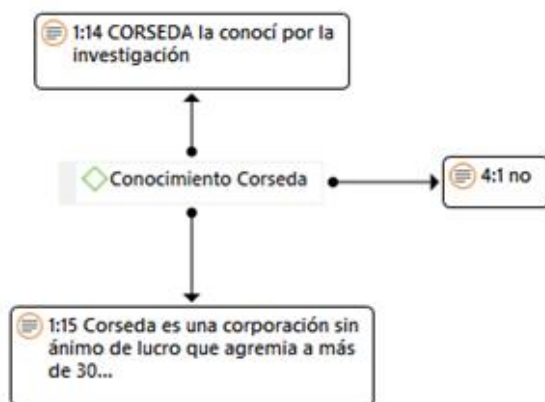 1:14 CORSEDA la conocí por la
investigación
Conocimiento Corseda
4:1 no
1:15 Corseda es una corporación sin
ánimo de lucro que agremia a más
de 30...